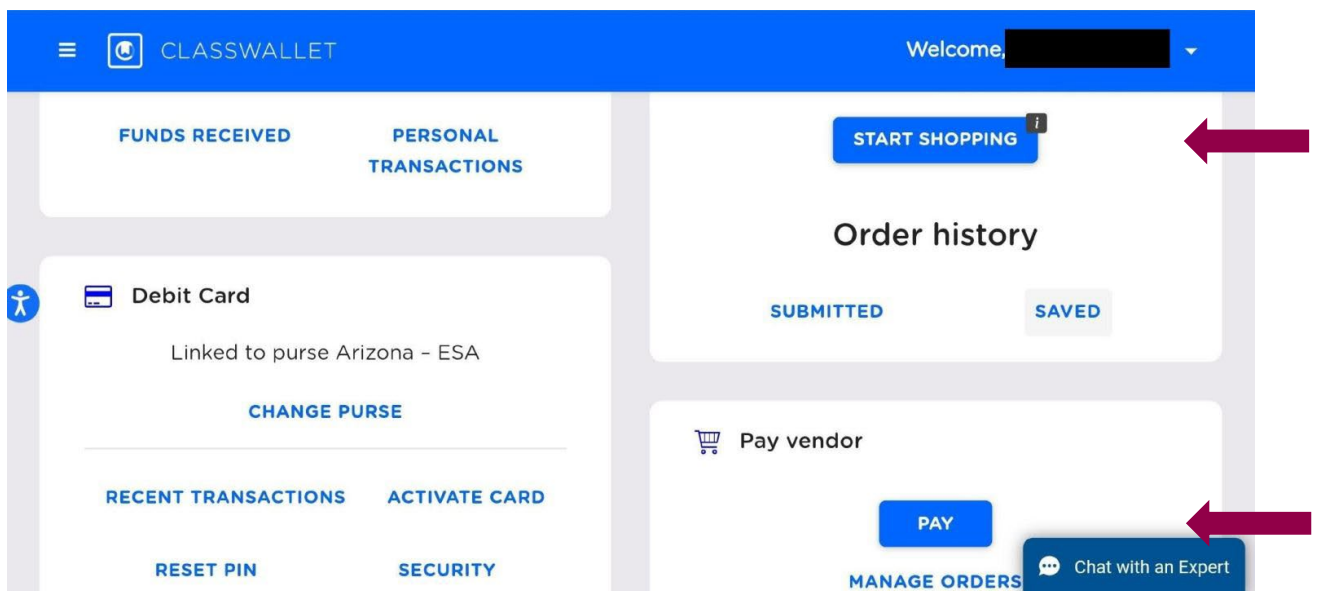 CLASSWALLET
Welcome,
FUNDS RECEIVED
PERSONAL
TRANSACTIONS
START SHOPPING
i
Order history
SUBMITTED
SAVED
Debit Card
Linked to purse Arizona – ESA
CHANGE PURSE
RECENT TRANSACTIONS
ACTIVATE CARD
RESET PIN
SECURITY
Pay vendor
PAY
MANAGE ORDERS
Chat with an Expert